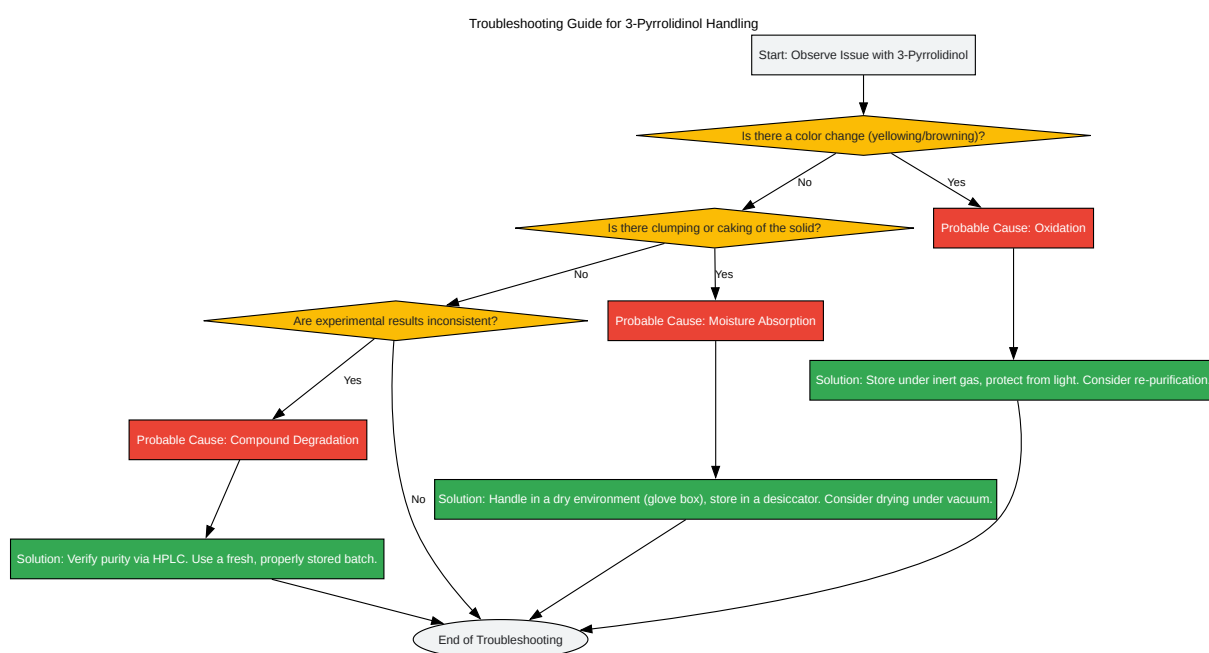 Troubleshooting Guide for 3-Pyrrolidinol Handling
Start: Observe Issue with 3-Pyrrolidinol
Is there a color change (yellowing/browning)?
No
Yes
Is there clumping or caking of the solid?
Probable Cause: Oxidation
No
Yes
Are experimental results inconsistent?
Probable Cause: Moisture Absorption
Yes
Solution: Store under inert gas, protect from light. Consider re-purification.
Probable Cause: Compound Degradation
No
Solution: Handle in a dry environment (glove box), store in a desiccator. Consider drying under vacuum.
Solution: Verify purity via HPLC. Use a fresh, properly stored batch.
End of Troubleshooting